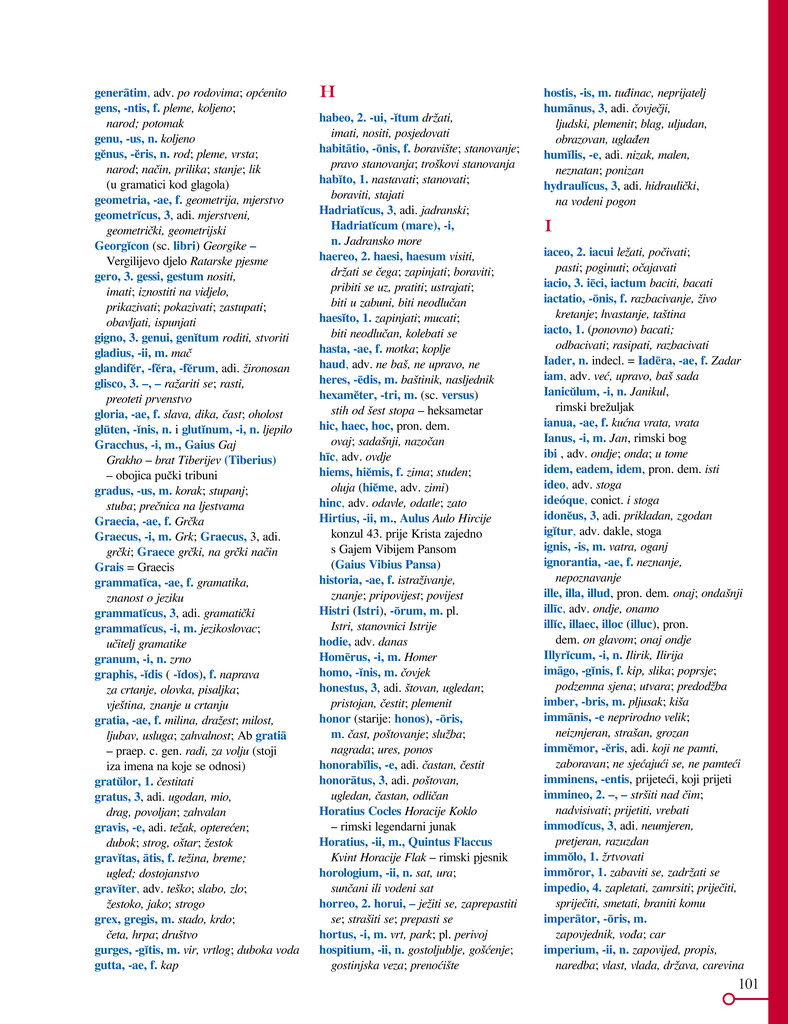 generātim, adv. po rodovima; općenito
gens, -ntis, f. pleme, koljeno;
narod; potomak
genu, -us, n. koljeno
gĕnus, -ĕris, n. rod; pleme, vrsta;
narod; način, prilika; stanje; lik
(u gramatici kod glagola)
geometria, -ae, f. geometrija, mjerstvo
geometrĭcus, 3, adi. mjerstveni,
geometrički, geometrijski
Georgĭcon (sc. libri) Georgike –
Vergilijevo djelo Ratarske pjesme
gero, 3. gessi, gestum nositi,
imati; iznostiti na vidjelo,
prikazivati; pokazivati; zastupati;
obavljati, ispunjati
gigno, 3. genui, genĭtum roditi, stvoriti
gladius, -ii, m. mač
glandifĕr, -fĕra, -fĕrum, adi. žironosan
glisco, 3. –, – ražariti se; rasti,
preoteti prvenstvo
gloria, -ae, f. slava, dika, čast; oholost
glūten, -ĭnis, n. i glutĭnum, -i, n. ljepilo
Gracchus, -i, m., Gaius Gaj
Grakho – brat Tiberijev (Tiberius)
– obojica pučki tribuni
gradus, -us, m. korak; stupanj;
stuba; prečnica na ljestvama
Graecia, -ae, f. Grčka
Graecus, -i, m. Grk; Graecus, 3, adi.
grčki; Graece grčki, na grčki način
Grais = Graecis
grammatĭca, -ae, f. gramatika,
znanost o jeziku
grammatĭcus, 3, adi. gramatički
grammatĭcus, -i, m. jezikoslovac;
učitelj gramatike
granum, -i, n. zrno
graphis, -ĭdis ( -ĭdos), f. naprava
za crtanje, olovka, pisaljka;
vještina, znanje u crtanju
gratia, -ae, f. milina, dražest; milost,
ljubav, usluga; zahvalnost; Ab gratiā
– praep. c. gen. radi, za volju (stoji
iza imena na koje se odnosi)
gratŭlor, 1. čestitati
gratus, 3, adi. ugodan, mio,
drag, povoljan; zahvalan
gravis, -e, adi. težak, opterećen;
dubok; strog, oštar; žestok
gravĭtas, ātis, f. težina, breme;
ugled; dostojanstvo
gravĭter, adv. teško; slabo, zlo;
žestoko, jako; strogo
grex, gregis, m. stado, krdo;
četa, hrpa; društvo
gurges, -gĭtis, m. vir, vrtlog; duboka voda
gutta, -ae, f. kap
H
habeo, 2. -ui, -ĭtum držati,
imati, nositi, posjedovati
habitātio, -ōnis, f. boravište; stanovanje;
pravo stanovanja; troškovi stanovanja
habĭto, 1. nastavati; stanovati;
boraviti, stajati
Hadriatĭcus, 3, adi. jadranski;
Hadriatĭcum (mare), -i,
n. Jadransko more
haereo, 2. haesi, haesum visiti,
držati se čega; zapinjati; boraviti;
pribiti se uz, pratiti; ustrajati;
biti u zabuni, biti neodlučan
haesĭto, 1. zapinjati; mucati;
biti neodlučan, kolebati se
hasta, -ae, f. motka; koplje
haud, adv. ne baš, ne upravo, ne
heres, -ēdis, m. baštinik, nasljednik
hexamĕter, -tri, m. (sc. versus)
stih od šest stopa – heksametar
hic, haec, hoc, pron. dem.
ovaj; sadašnji, nazočan
hīc, adv. ovdje
hiems, hiĕmis, f. zima; studen;
oluja (hiĕme, adv. zimi)
hinc, adv. odavle, odatle; zato
Hirtius, -ii, m., Aulus Aulo Hircije
konzul 43. prije Krista zajedno
s Gajem Vibijem Pansom
(Gaius Vibius Pansa)
historia, -ae, f. istraživanje,
znanje; pripovijest; povijest
Histri (Istri), -ōrum, m. pl.
Istri, stanovnici Istrije
hodie, adv. danas
Homērus, -i, m. Homer
homo, -ĭnis, m. čovjek
honestus, 3, adi. štovan, ugledan;
pristojan, čestit; plemenit
honor (starije: honos), -ōris,
m. čast, poštovanje; služba;
nagrada; ures, ponos
honorabĭlis, -e, adi. častan, čestit
honorātus, 3, adi. poštovan,
ugledan, častan, odličan
Horatius Cocles Horacije Koklo
– rimski legendarni junak
Horatius, -ii, m., Quintus Flaccus
Kvint Horacije Flak – rimski pjesnik
horologium, -ii, n. sat, ura;
sunčani ili vodeni sat
horreo, 2. horui, – ježiti se, zaprepastiti
se; strašiti se; prepasti se
hortus, -i, m. vrt, park; pl. perivoj
hospitium, -ii, n. gostoljublje, gošćenje;
gostinjska veza; prenoćište
hostis, -is, m. tuđinac, neprijatelj
humānus, 3, adi. čovječji,
ljudski, plemenit; blag, uljudan,
obrazovan, uglađen
humĭlis, -e, adi. nizak, malen,
neznatan; ponizan
hydraulĭcus, 3, adi. hidraulički,
na vodeni pogon
I
iaceo, 2. iacui ležati, počivati;
pasti; poginuti; očajavati
iacio, 3. iēci, iactum baciti, bacati
iactatio, -ōnis, f. razbacivanje, živo
kretanje; hvastanje, taština
iacto, 1. (ponovno) bacati;
odbacivati; rasipati, razbacivati
Iader, n. indecl. = Iadĕra, -ae, f. Zadar
iam, adv. već, upravo, baš sada
Ianicŭlum, -i, n. Janikul,
rimski brežuljak
ianua, -ae, f. kućna vrata, vrata
Ianus, -i, m. Jan, rimski bog
ibi , adv. ondje; onda; u tome
idem, eadem, idem, pron. dem. isti
ideo, adv. stoga
ideóque, conict. i stoga
idonĕus, 3, adi. prikladan, zgodan
igĭtur, adv. dakle, stoga
ignis, -is, m. vatra, oganj
ignorantia, -ae, f. neznanje,
nepoznavanje
ille, illa, illud, pron. dem. onaj; ondašnji
illīc, adv. ondje, onamo
illīc, illaec, illoc (illuc), pron.
dem. on glavom; onaj ondje
Illyrĭcum, -i, n. Ilirik, Ilirija
imāgo, -gĭnis, f. kip, slika; poprsje;
podzemna sjena; utvara; predodžba
imber, -bris, m. pljusak; kiša
immānis, -e neprirodno velik;
neizmjeran, strašan, grozan
immĕmor, -ĕris, adi. koji ne pamti,
zaboravan; ne sjećajući se, ne pamteći
imminens, -entis, prijeteći, koji prijeti
immineo, 2. –, – stršiti nad čim;
nadvisivati; prijetiti, vrebati
immodĭcus, 3, adi. neumjeren,
pretjeran, razuzdan
immŏlo, 1. žrtvovati
immŏror, 1. zabaviti se, zadržati se
impedio, 4. zapletati, zamrsiti; priječiti,
spriječiti, smetati, braniti komu
imperātor, -ōris, m.
zapovjednik, vođa; car
imperium, -ii, n. zapovijed, propis,
naredba; vlast, vlada, država, carevina
101